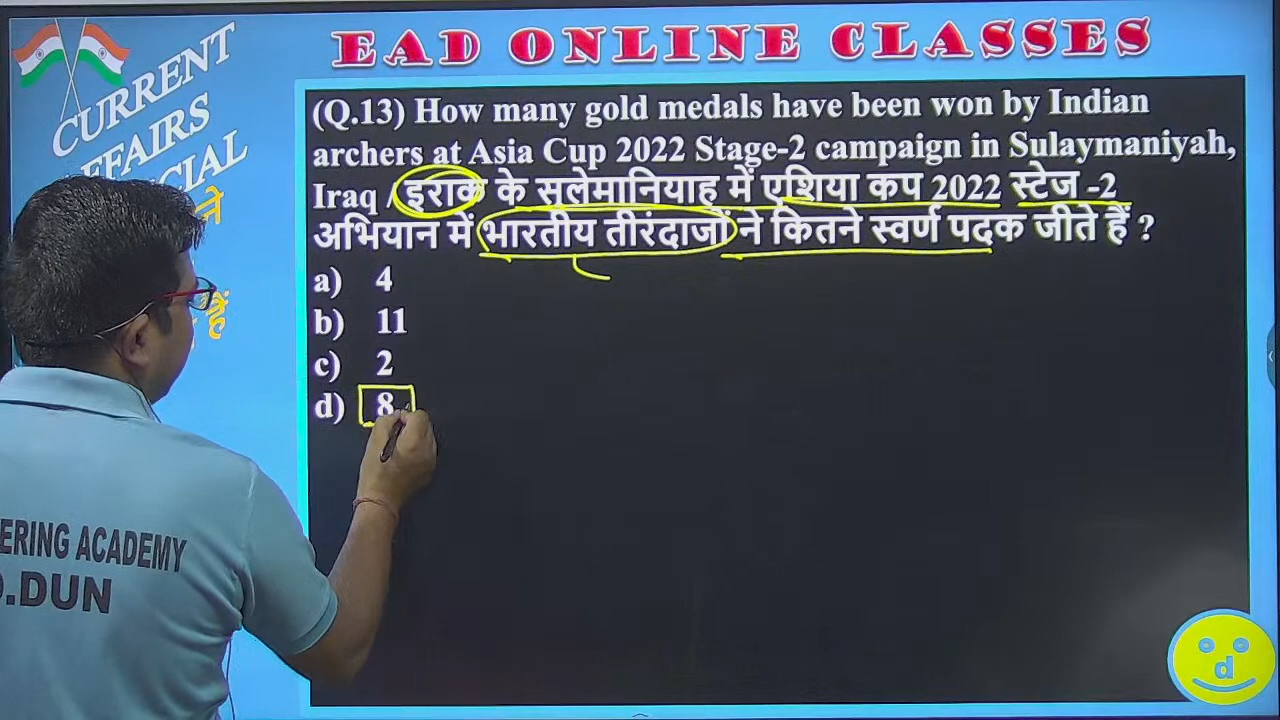 EAD ONLINE CLASSES
CURRENT
AFFAIRS
(Q.13) How many gold medals have been won by Indian
archers at Asia Cup 2022 Stage-2 campaign in Sulaymaniyah,
Iraq / इराक के सुलेमानियाह में एशिया कप 2022 स्टेज -2
अभियान में भारतीय तीरंदाजों ने कितने स्वर्ण पदक जीते हैं ?
a) 4
b) 11
c) 2
d) 8
ERING ACADEMY
.DUN
d